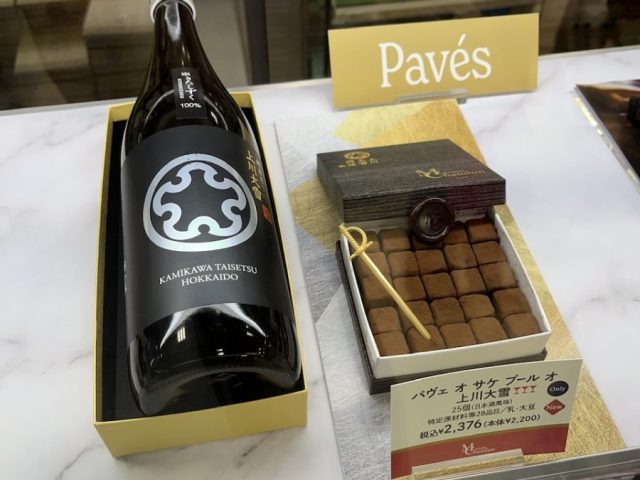 Pavés
100%
上川大雪
KAMIKAWA TAISETSU
HOKKAIDO
パヴェ オ サケ プール オ
上川大雪
Only
25個(日本酒風味)
New
特定原材料等28品目/乳・大豆
税込¥2,376(本体¥2,200)